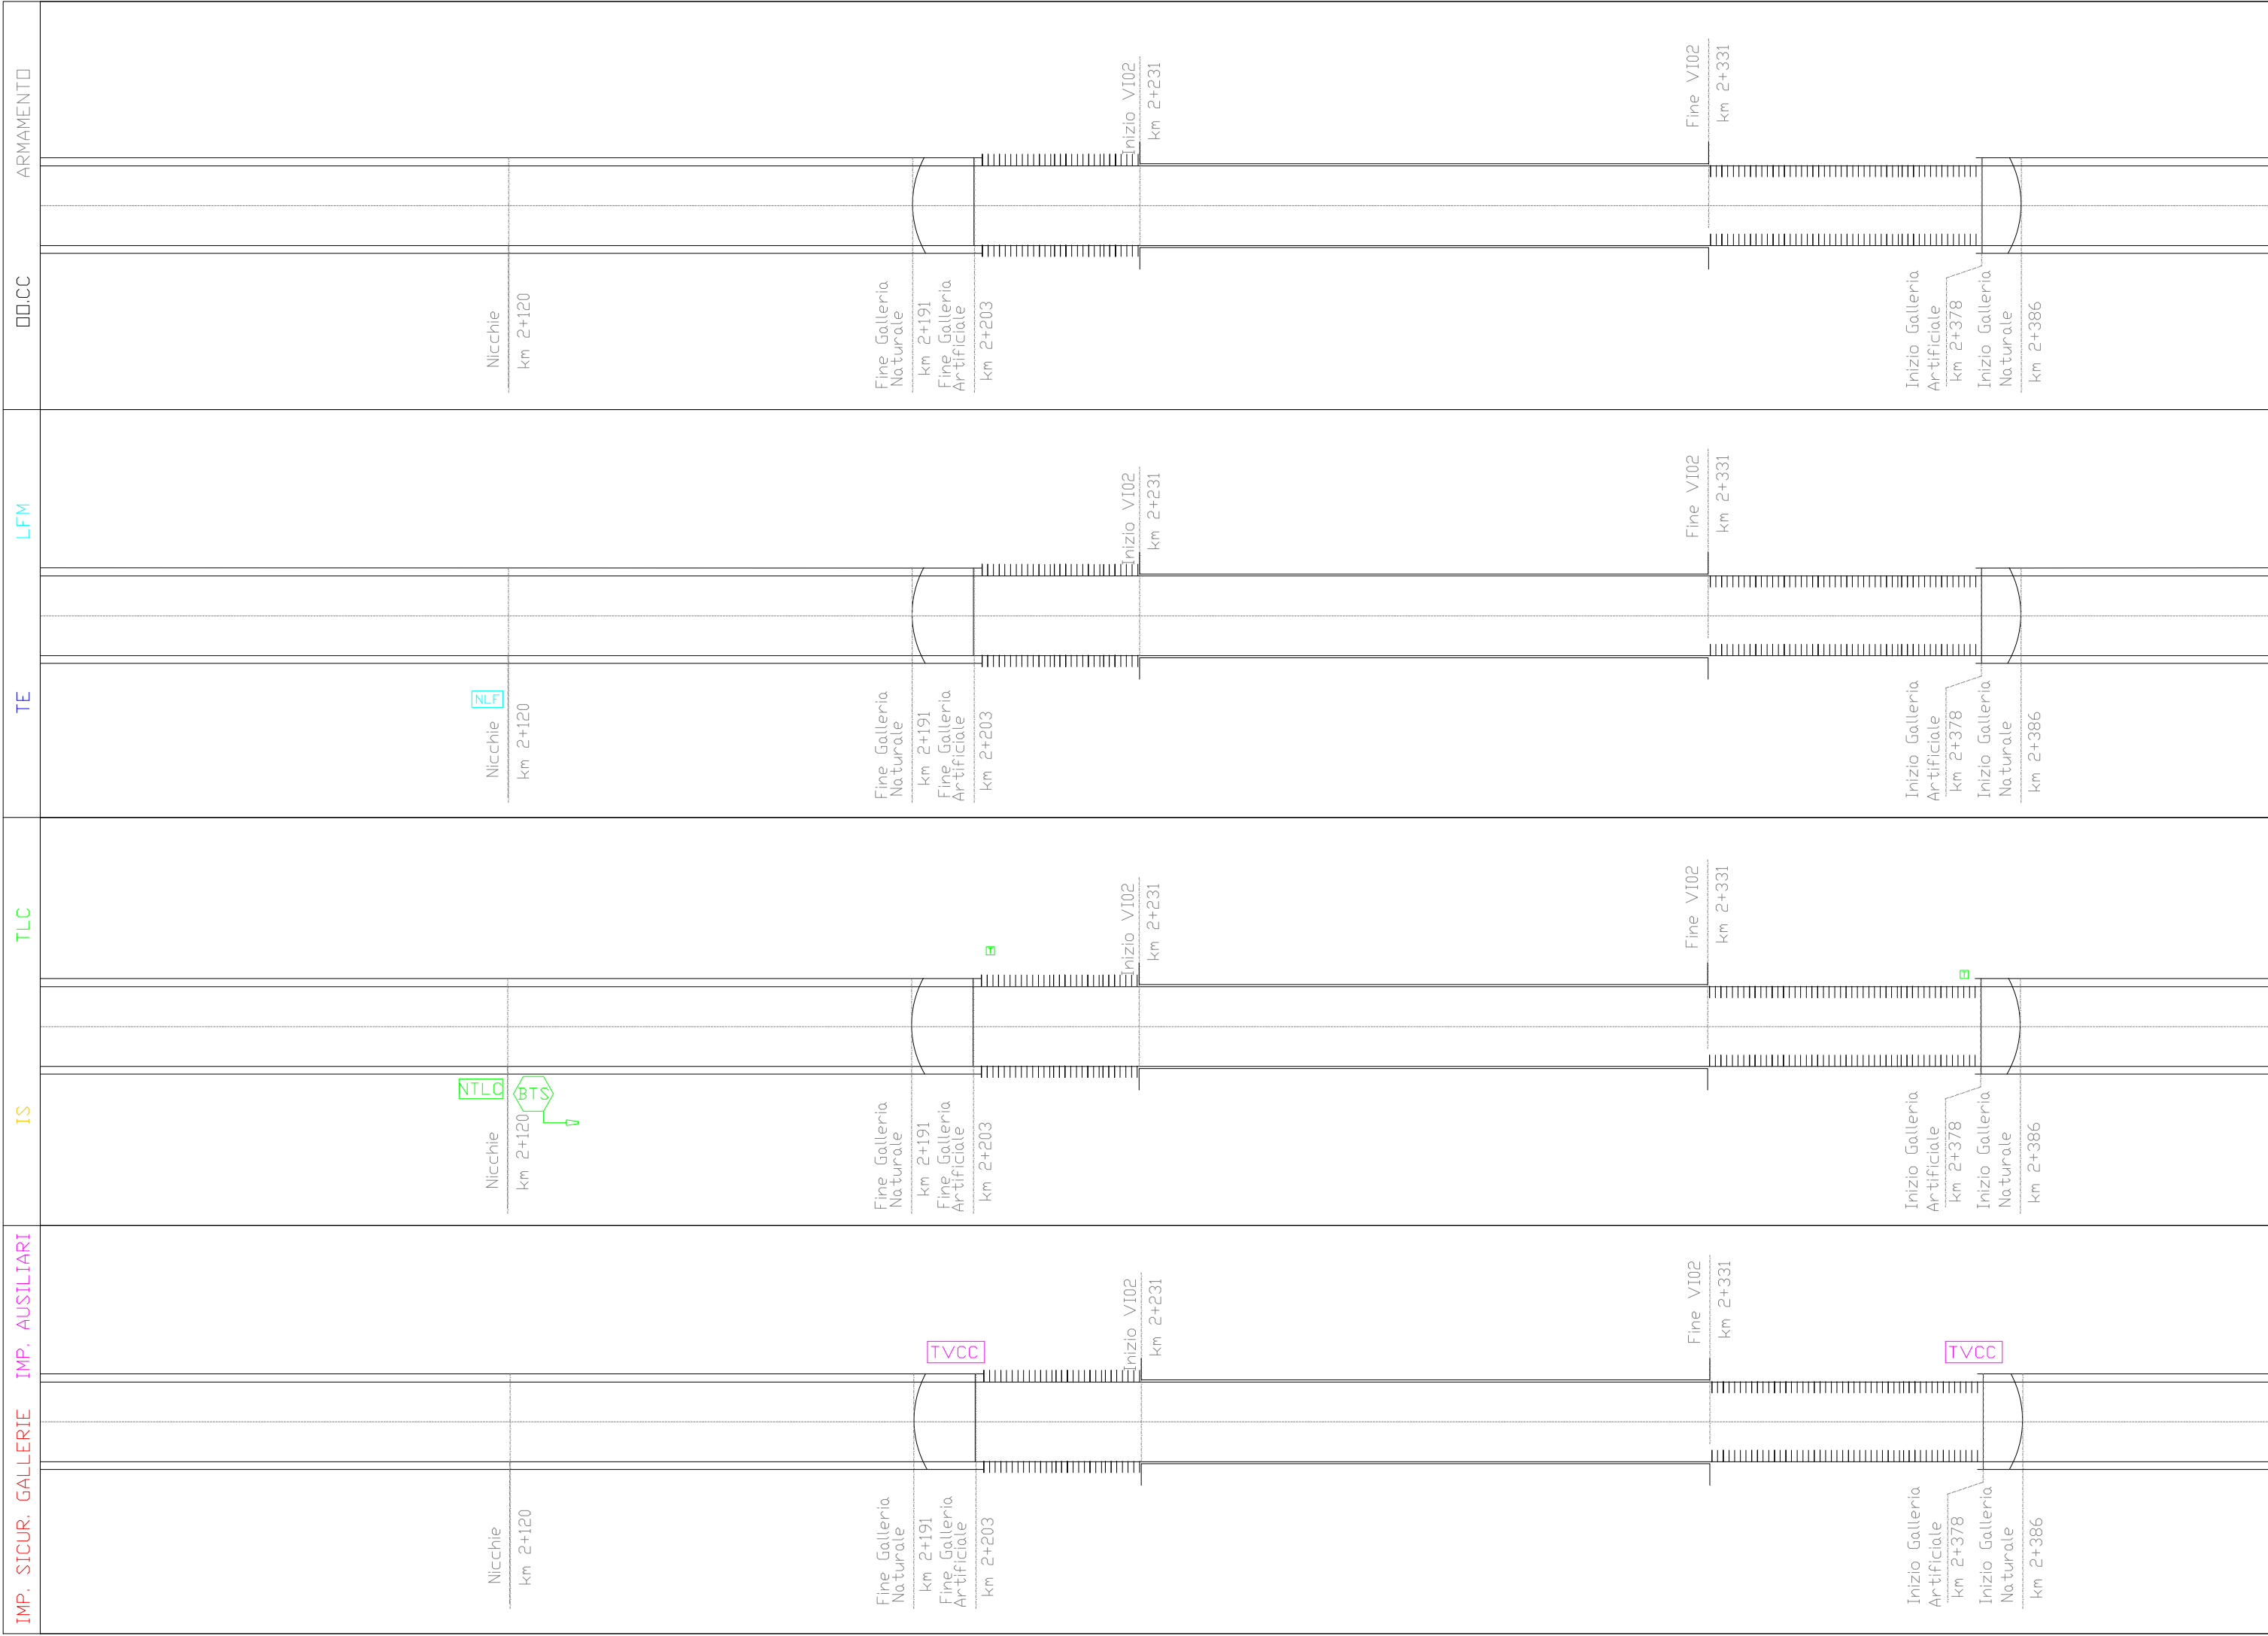 ARMAMENTO
OO.CC
Inizio VI02
km 2+231
Fine VI02
km 2+331
Nicchie
km 2+120
Fine Galleria
Naturale
km 2+191
Fine Galleria
Artificiale
km 2+203
Inizio Galleria
Artificiale
km 2+378
Inizio Galleria
Naturale
km 2+386
LFM
TE
Inizio VI02
km 2+231
Fine VI02
km 2+331
NLF
Nicchie
km 2+120
Fine Galleria
Naturale
km 2+191
Fine Galleria
Artificiale
km 2+203
Inizio Galleria
Artificiale
km 2+378
Inizio Galleria
Naturale
km 2+386
TLC
IS
Inizio VI02
km 2+231
Fine VI02
km 2+331
NTLC
BTS
Nicchie
km 2+120
Fine Galleria
Naturale
km 2+191
Fine Galleria
Artificiale
km 2+203
Inizio Galleria
Artificiale
km 2+378
Inizio Galleria
Naturale
km 2+386
IMP. AUSILIARI
IMP. SICUR. GALLERIE
Inizio VI02
km 2+231
Fine VI02
km 2+331
TVCC
TVCC
Nicchie
km 2+120
Fine Galleria
Naturale
km 2+191
Fine Galleria
Artificiale
km 2+203
Inizio Galleria
Artificiale
km 2+378
Inizio Galleria
Naturale
km 2+386